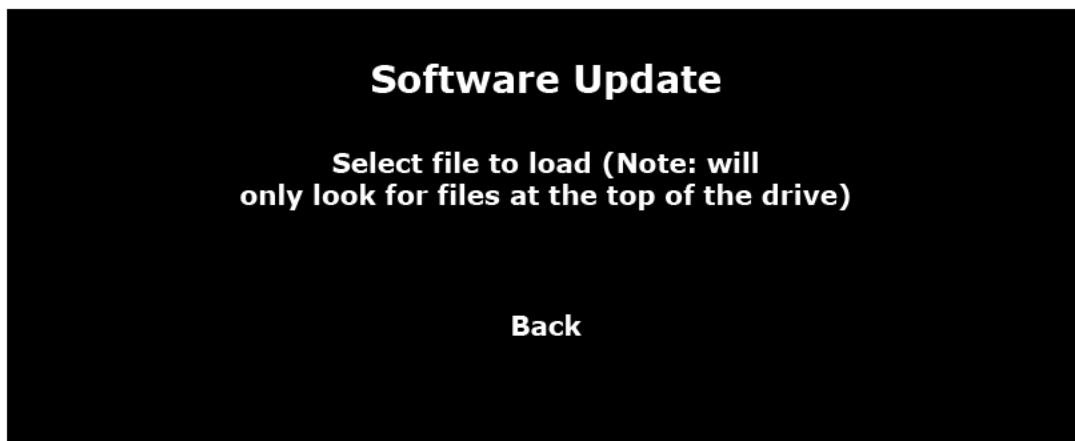 Software Update
Select file to load (Note: will
only look for files at the top of the drive)
Back